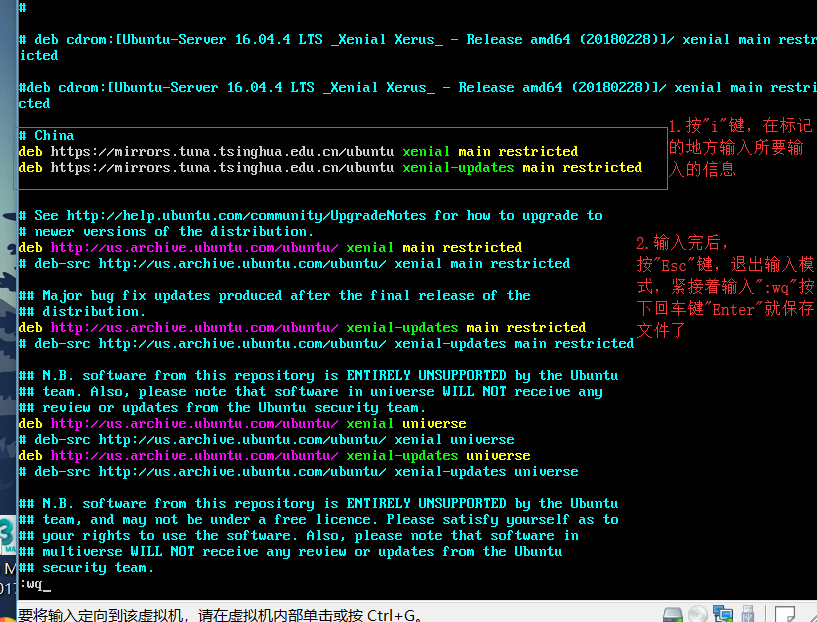 #
# deb cdrom:[Ubuntu-Server 16.04.4 LTS _Xenial Xerus_ - Release amd64 (20180228)]/ xenial main restr
icted
#deb cdrom:[Ubuntu-Server 16.04.4 LTS _Xenial Xerus_ - Release amd64 (20180228)]/ xenial main restri
cted
# China
deb https://mirrors.tuna.tsinghua.edu.cn/ubuntu xenial main restricted
deb https://mirrors.tuna.tsinghua.edu.cn/ubuntu xenial-updates main restricted
1.按"i"键，在标记
的地方输入所要输
入的信息
# See http://help.ubuntu.com/community/UpgradeNotes for how to upgrade to
# newer versions of the distribution.
deb http://us.archive.ubuntu.com/ubuntu/ xenial main restricted
# deb-src http://us.archive.ubuntu.com/ubuntu/ xenial main restricted
## Major bug fix updates produced after the final release of the
## distribution.
deb http://us.archive.ubuntu.com/ubuntu/ xenial-updates main restricted
# deb-src http://us.archive.ubuntu.com/ubuntu/ xenial-updates main restricted
2.输入完后，
按"Esc"键，退出输入模
式，紧接着输入":wq"按
下回车键"Enter"就保存
文件了
## N.B. software from this repository is ENTIRELY UNSUPPORTED by the Ubuntu
## team. Also, please note that software in universe WILL NOT receive any
## review or updates from the Ubuntu security team.
deb http://us.archive.ubuntu.com/ubuntu/ xenial universe
# deb-src http://us.archive.ubuntu.com/ubuntu/ xenial universe
deb http://us.archive.ubuntu.com/ubuntu/ xenial-updates universe
# deb-src http://us.archive.ubuntu.com/ubuntu/ xenial-updates universe
## N.B. software from this repository is ENTIRELY UNSUPPORTED by the Ubuntu
## team, and may not be under a free licence. Please satisfy yourself as to
## your rights to use the software. Also, please note that software in
## multiverse WILL NOT receive any review or updates from the Ubuntu
## security team.
:wq_
要将输入定向到该虚拟机，请在虚拟机内部单击或按 Ctrl+G。